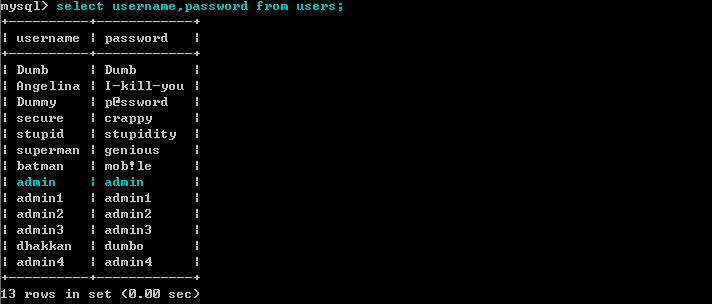 mysql> select username,password from users;
+----------+------------+
| username | password   |
+----------+------------+
| Dumb     | Dumb       |
| Angelina | I-kill-you |
| Dummy    | p@ssword   |
| secure   | crappy     |
| stupid   | stupidity  |
| superman | genious    |
| batman   | mob!le     |
| admin    | admin      |
| admin1   | admin1     |
| admin2   | admin2     |
| admin3   | admin3     |
| dhakkan  | dumbo      |
| admin4   | admin4     |
+----------+------------+
13 rows in set (0.00 sec)